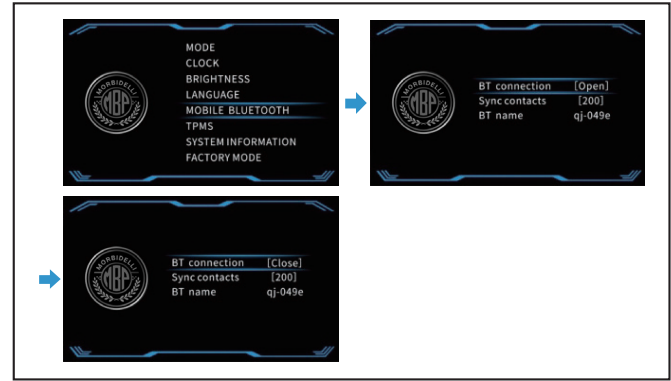 MORBIDELLI
MBP
MODE
CLOCK
BRIGHTNESS
LANGUAGE
MOBILE BLUETOOTH
TPMS
SYSTEM INFORMATION
FACTORY MODE
MORBIDELLI
MBP
BT connection [Open]
Sync contacts [200]
BT name qj-049e
MORBIDELLI
MBP
BT connection [Close]
Sync contacts [200]
BT name qj-049e